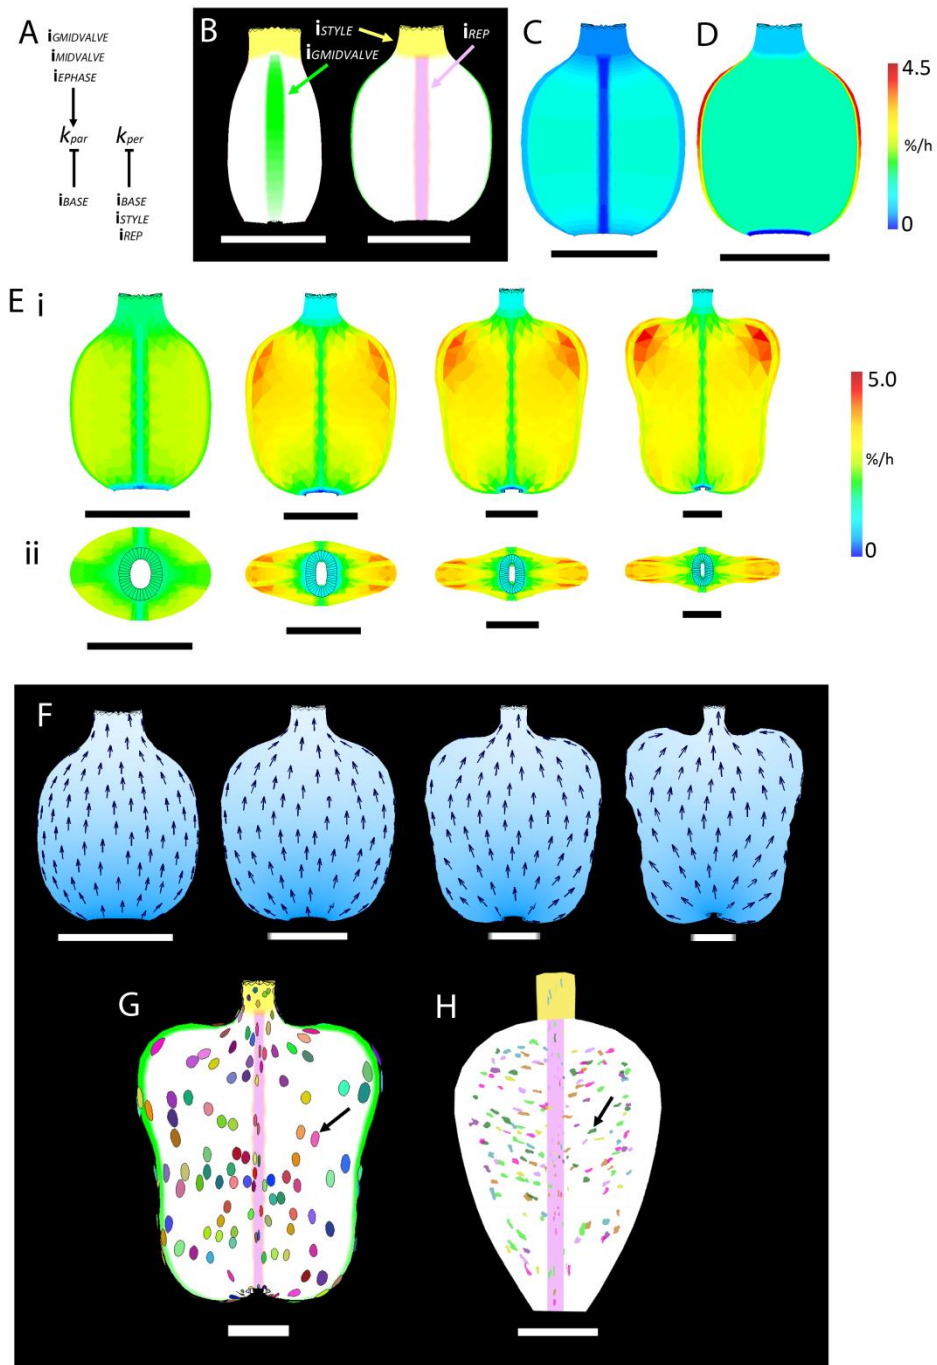 A
iGMIDVALVE
iMIDVALVE
iEPHASE
kpar kper
iBASE iBASE
iSTYLE
iREP
B
iSTYLE
iGMIDVALVE
iREP
C
D
4.5
%/h
0
E i
5.0
%/h
0
ii
F
G
H